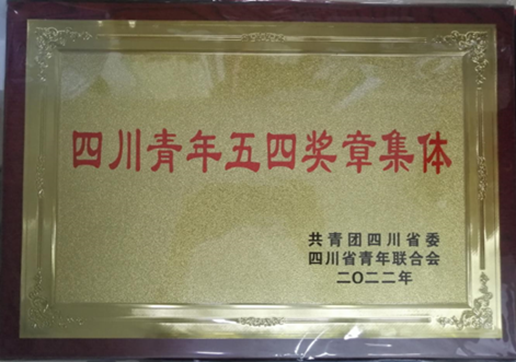 四川青年五四奖章集体
共青团四川省委
四川省青年联合会
二〇二二年